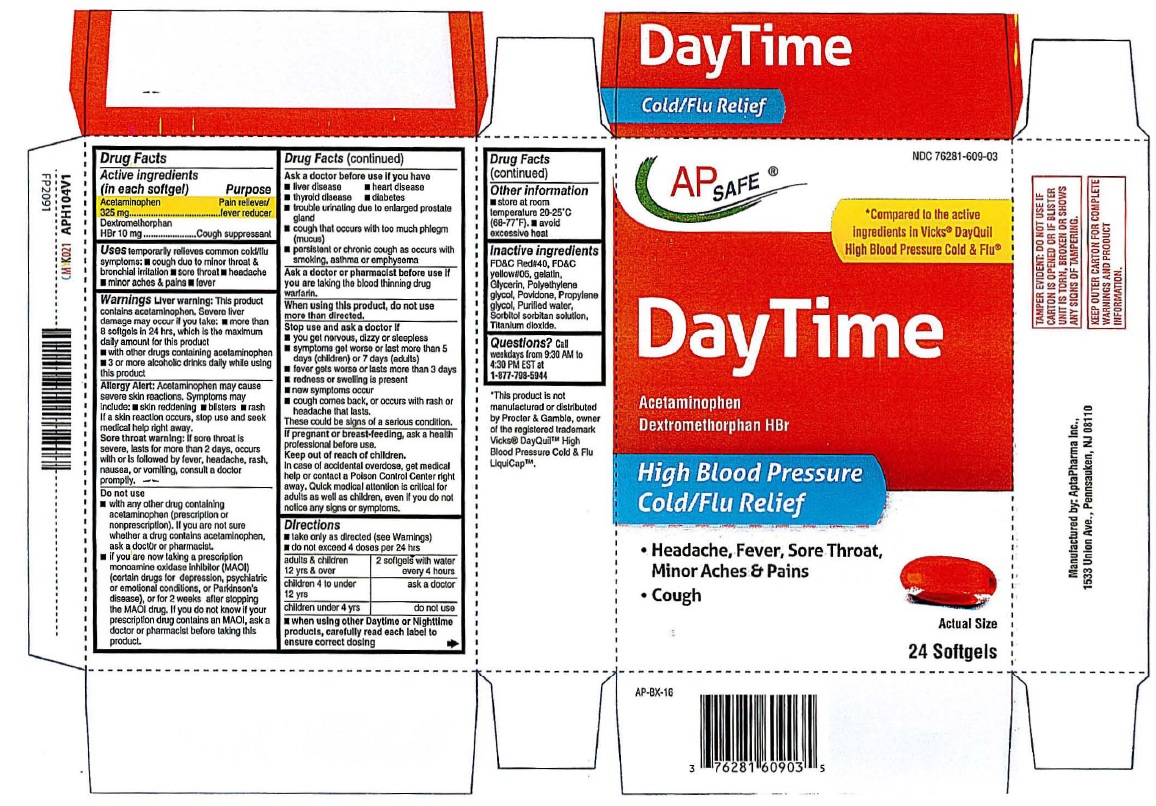 DayTime
Cold/Flu Relief
Drug Facts
Active ingredients
(in each softgel) Purpose
Acetaminophen Pain reliever/
325 mg.......................................fever reducer
Dextromethorphan
HBr 10 mg .......................Cough suppressant
Uses temporarily relieves common cold/flu
symptoms: ■ cough due to minor throat &
bronchial irritation ■ sore throat ■ headache
■ minor aches & pains ■ fever
Warnings Liver warning: This product
contains acetaminophen. Severe liver
damage may occur if you take: ■ more than
8 softgels in 24 hrs, which is the maximum
daily amount for this product
■ with other drugs containing acetaminophen
■ 3 or more alcoholic drinks daily while using
this product
Allergy Alert: Acetaminophen may cause
severe skin reactions. Symptoms may
include: ■ skin reddening ■ blisters ■ rash
If a skin reaction occurs, stop use and seek
medical help right away.
Sore throat warning: If sore throat is
severe, lasts for more than 2 days, occurs
with or is followed by fever, headache, rash,
nausea, or vomiting, consult a doctor
promptly.
Do not use
■ with any other drug containing
acetaminophen (prescription or
nonprescription). If you are not sure
whether a drug contains acetaminophen,
ask a doctor or pharmacist.
■ if you are now taking a prescription
monoamine oxidase inhibitor (MAOI)
(certain drugs for depression, psychiatric
or emotional conditions, or Parkinson's
disease), or for 2 weeks after stopping
the MAOI drug. If you do not know if your
prescription drug contains an MAOI, ask a
doctor or pharmacist before taking this
product.
Drug Facts (continued)
Ask a doctor before use if you have
■ liver disease ■ heart disease
■ thyroid disease ■ diabetes
■ trouble urinating due to enlarged prostate
gland
■ cough that occurs with too much phlegm
(mucus)
■ persistent or chronic cough as occurs with
smoking, asthma or emphysema
Ask a doctor or pharmacist before use if
you are taking the blood thinning drug
warfarin.
When using this product, do not use
more than directed.
Stop use and ask a doctor if
■ you get nervous, dizzy or sleepless
■ symptoms get worse or last more than 5
days (children) or 7 days (adults)
■ fever gets worse or lasts more than 3 days
■ redness or swelling is present
■ new symptoms occur
■ cough comes back, or occurs with rash or
headache that lasts.
These could be signs of a serious condition.
If pregnant or breast-feeding, ask a health
professional before use.
Keep out of reach of children.
In case of accidental overdose, get medical
help or contact a Poison Control Center right
away. Quick medical attention is critical for
adults as well as children, even if you do not
notice any signs or symptoms.
Directions
■ take only as directed (see Warnings)
■ do not exceed 4 doses per 24 hrs
adults & children 2 softgels with water
12 yrs & over every 4 hours
children 4 to under ask a doctor
12 yrs
children under 4 yrs do not use
■ when using other Daytime or Nighttime
products, carefully read each label to
ensure correct dosing
Drug Facts
(continued)
Other information
■ store at room
temperature 20-25°C
(68-77°F). ■ avoid
excessive heat
Inactive ingredients
FD&C Red#40, FD&C
yellow#06, gelatin,
Glycerin, Polyethylene
glycol, Povidone, Propylene
glycol, Purified water,
Sorbitol sorbitan solution,
Titanium dioxide.
Questions? Call
weekdays from 9:30 AM to
4:30 PM EST at
1-877-798-5944
*This product is not
manufactured or distributed
by Procter & Gamble, owner
of the registered trademark
Vicks® DayQuil™ High
Blood Pressure Cold & Flu
LiquiCap™.
NDC 76281-609-03
AP SAFE ®
*Compared to the active
ingredients in Vicks® DayQuil
High Blood Pressure Cold & Flu®
DayTime
Acetaminophen
Dextromethorphan HBr
High Blood Pressure
Cold/Flu Relief
• Headache, Fever, Sore Throat,
Minor Aches & Pains
• Cough
Actual Size
24 Softgels
AP-BX-16
3 76281 60903 5
TAMPER EVIDENT: DO NOT USE IF
CARTON IS OPENED OR IF BLISTER
UNIT IS TORN, BROKEN OR SHOWS
ANY SIGNS OF TAMPERING.
KEEP OUTER CARTON FOR COMPLETE
WARNINGS AND PRODUCT
INFORMATION.
Manufactured by: AptaPharma Inc.,
1533 Union Ave., Pennsauken, NJ 08110
FP2091
APH104V1
CMYK021